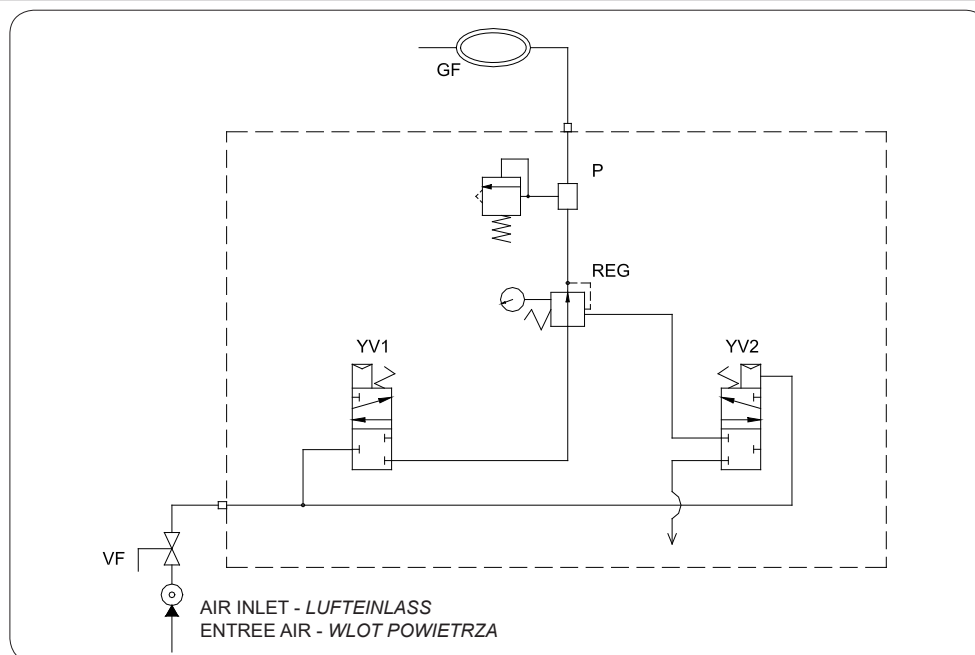 GF
P
REG
YV1
YV2
VF
AIR INLET - LUFTEINLASS
ENTREE AIR - WLOT POWIETRZA